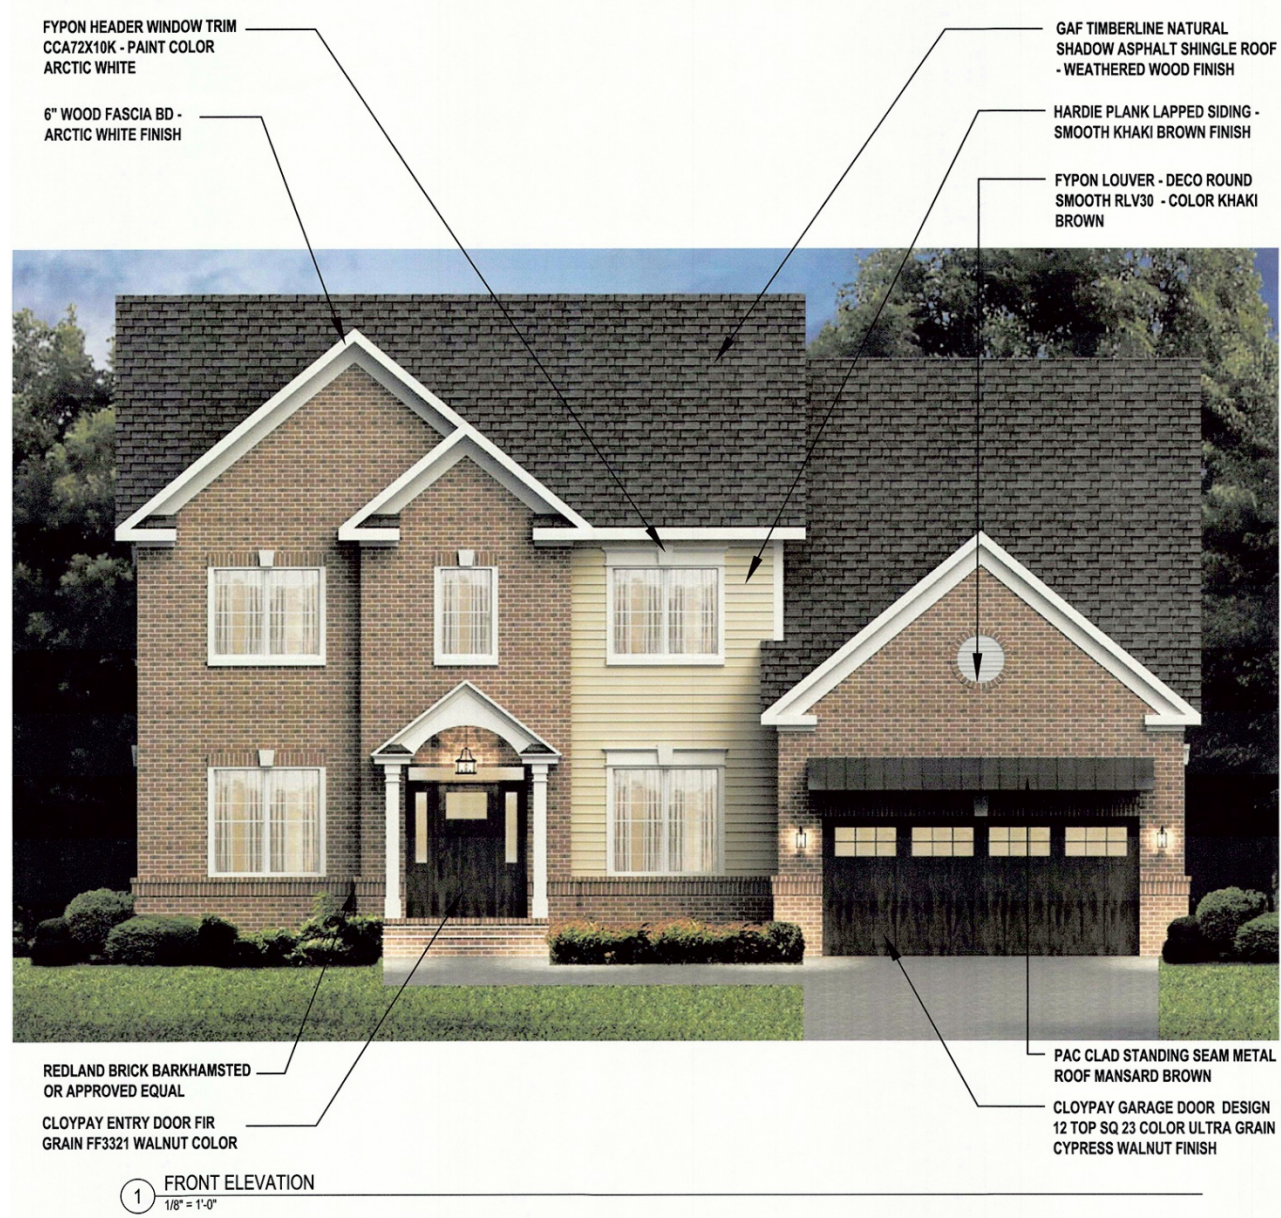 FYPON HEADER WINDOW TRIM
CCA72X10K - PAINT COLOR
ARCTIC WHITE
6" WOOD FASCIA BD -
ARCTIC WHITE FINISH
GAF TIMBERLINE NATURAL
SHADOW ASPHALT SHINGLE ROOF
- WEATHERED WOOD FINISH
HARDIE PLANK LAPPED SIDING -
SMOOTH KHAKI BROWN FINISH
FYPON LOUVER - DECO ROUND
SMOOTH RLV30 - COLOR KHAKI
BROWN
REDLAND BRICK BARKHAMSTED
OR APPROVED EQUAL
CLOYPAY ENTRY DOOR FIR
GRAIN FF3321 WALNUT COLOR
PAC CLAD STANDING SEAM METAL
ROOF MANSARD BROWN
CLOYPAY GARAGE DOOR DESIGN
12 TOP SQ 23 COLOR ULTRA GRAIN
CYPRESS WALNUT FINISH
1 FRONT ELEVATION
1/8" = 1'-0"